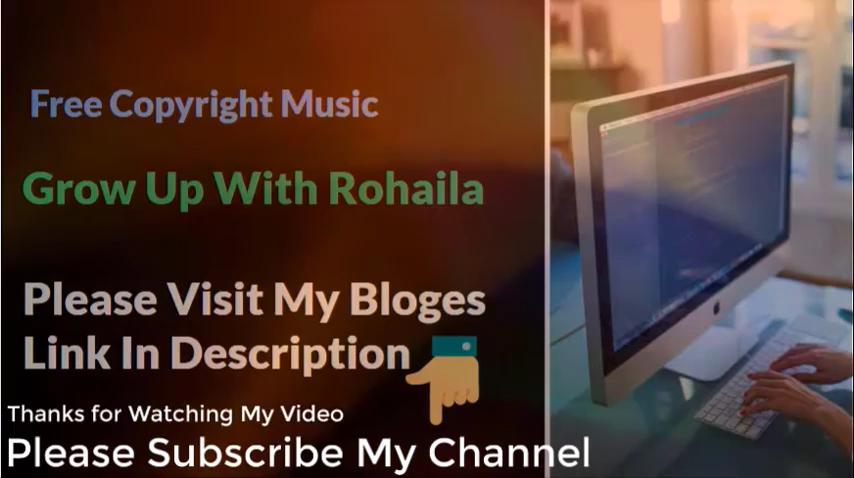 Free Copyright Music
Grow Up With Rohaila
Please Visit My Bloges
Link In Description
Thanks for Watching My Video
Please Subscribe My Channel